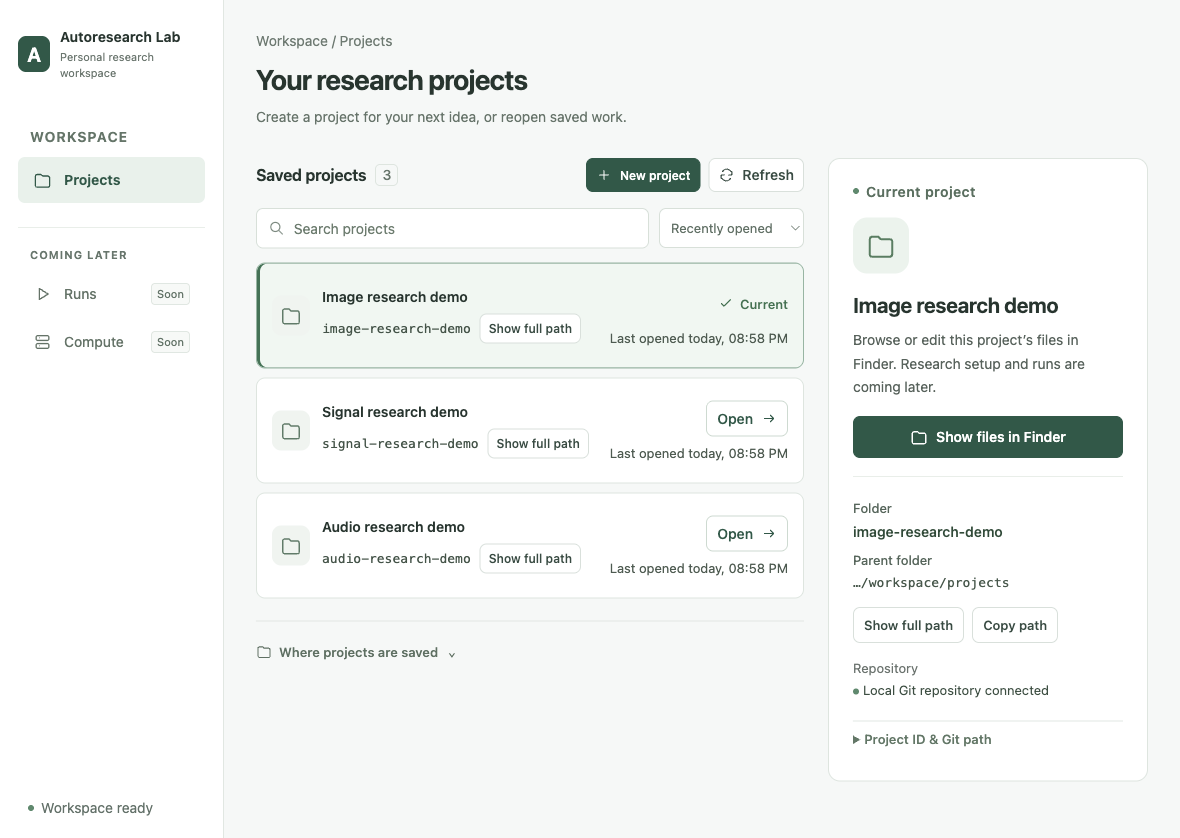 A
Autoresearch Lab
Personal research
workspace
WORKSPACE
Projects
COMING LATER
Runs
Soon
Compute
Soon
Workspace ready
Workspace / Projects
Your research projects
Create a project for your next idea, or reopen saved work.
Saved projects 3
New project
Refresh
Search projects
Recently opened
Image research demo
image-research-demo
Show full path
Current
Last opened today, 08:58 PM
Signal research demo
signal-research-demo
Show full path
Open
Last opened today, 08:58 PM
Audio research demo
audio-research-demo
Show full path
Open
Last opened today, 08:58 PM
Where projects are saved
Current project
Image research demo
Browse or edit this project’s files in
Finder. Research setup and runs are
coming later.
Show files in Finder
Folder
image-research-demo
Parent folder
…/workspace/projects
Show full path
Copy path
Repository
Local Git repository connected
Project ID & Git path